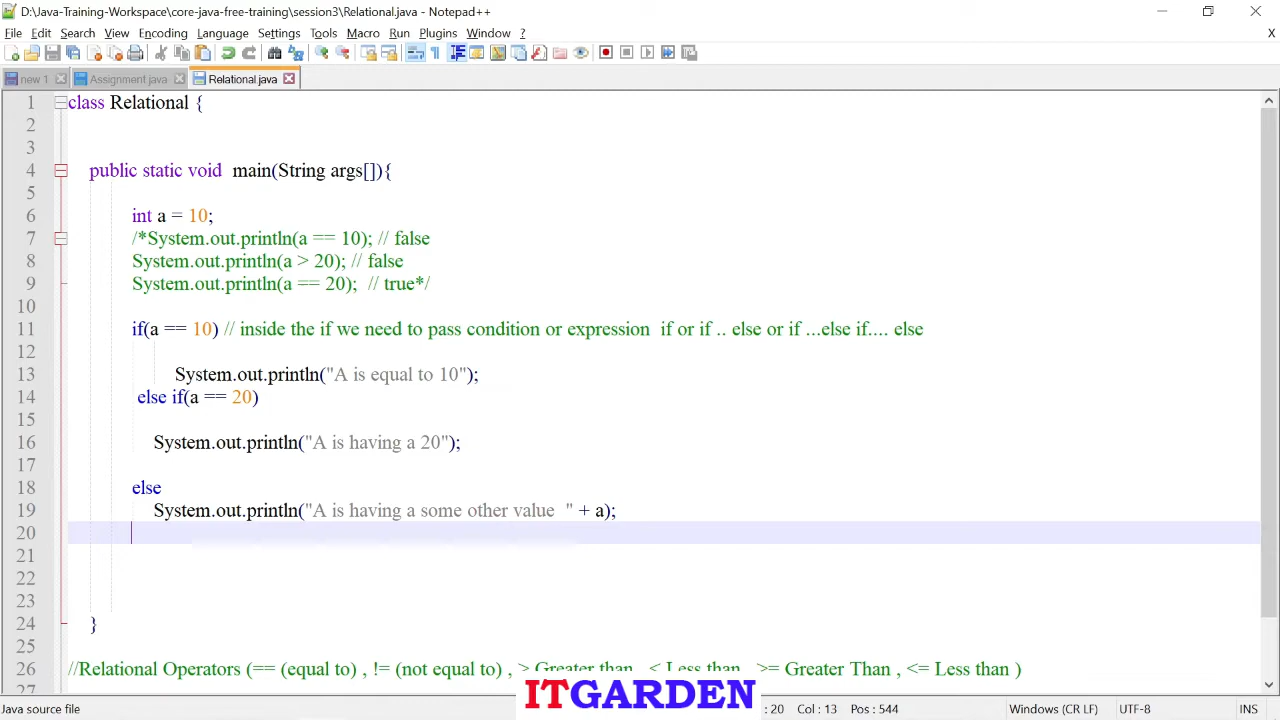 D:\Java-Training-Workspace\core-java-free-training\session3\Relational.java - Notepad++
File Edit Search View Encoding Language Settings Tools Macro Run Plugins Window ? X
new 1 Assignment.java Relational.java
1 class Relational {
2
3
4 public static void main(String args[]){
5
6 int a = 10;
7 /*System.out.println(a == 10); // false
8 System.out.println(a > 20); // false
9 System.out.println(a == 20); // true*/
10
11 if(a == 10) // inside the if we need to pass condition or expression if or if .. else or if ...else if.... else
12
13 System.out.println("A is equal to 10");
14 else if(a == 20)
15
16 System.out.println("A is having a 20");
17
18 else
19 System.out.println("A is having a some other value " + a);
20
21
22
23
24 }
25
26 //Relational Operators (== (equal to) , != (not equal to) , > Greater than , < Less than , >= Greater Than , <= Less than )
27
ITGARDEN
Java source file : 20 Col : 13 Pos : 544 Windows (CR LF) UTF-8 INS